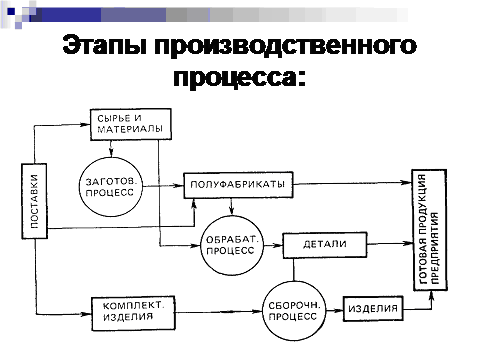 Этапы производственного
процесса:
СЫРЬЕ И
МАТЕРИАЛЫ
ПОСТАВКИ
ЗАГОТОВ.
ПРОЦЕСС
ПОЛУФАБРИКАТЫ
ОБРАБАТ.
ПРОЦЕСС
ДЕТАЛИ
КОМПЛЕКТ.
ИЗДЕЛИЯ
СБОРОЧН.
ПРОЦЕСС
ИЗДЕЛИЯ
ГОТОВАЯ ПРОДУКЦИЯ
ПРЕДПРИЯТИЯ